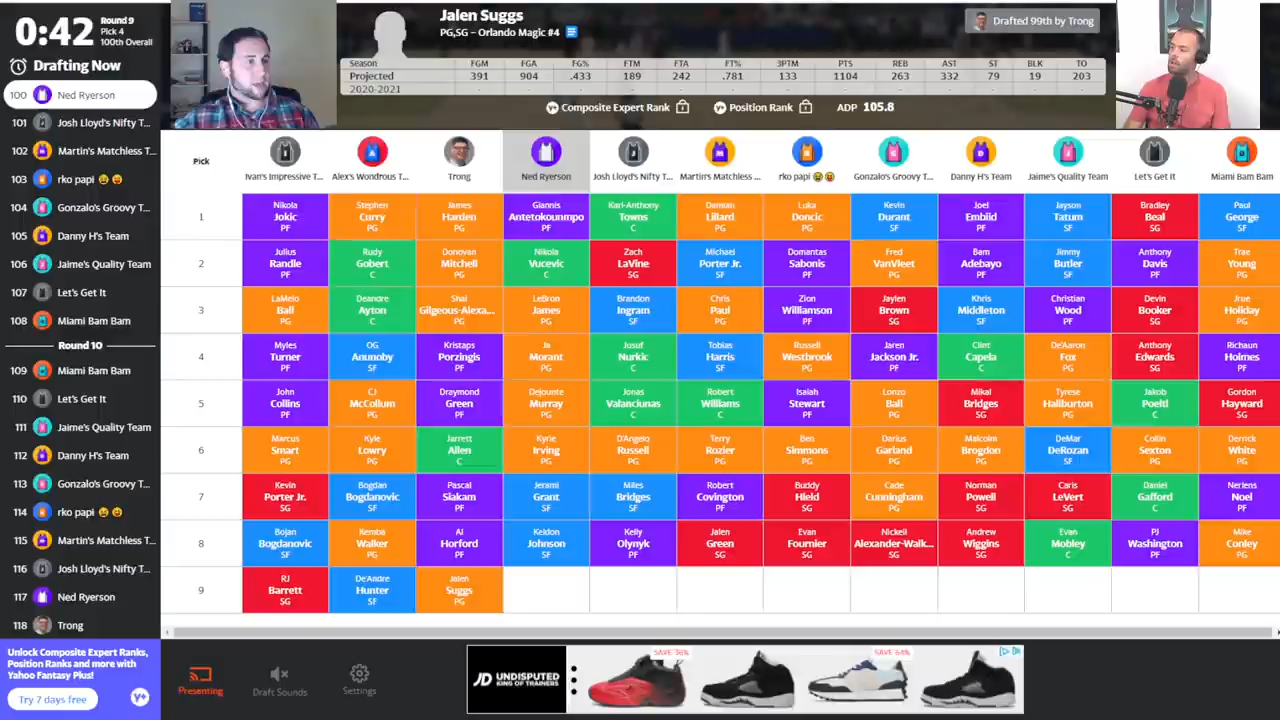 0:42
Round 9
Pick 4
100th Overall
Drafting Now
100 Ned Ryerson
101 Josh Lloyd's Nifty T...
102 Martin's Matchless T...
103 rko papi
104 Gonzalo's Groovy T...
105 Danny H's Team
106 Jaime's Quality Team
107 Let's Get It
108 Miami Bam Bam
Round 10
109 Miami Bam Bam
110 Let's Get It
111 Jaime's Quality Team
112 Danny H's Team
113 Gonzalo's Groovy T...
114 rko papi
115 Martin's Matchless T...
116 Josh Lloyd's Nifty T...
117 Ned Ryerson
118 Trong
Unlock Composite Expert Ranks,
Position Ranks and more with
Yahoo Fantasy Plus!
Try 7 days free
Y+
Jalen Suggs
PG,SG – Orlando Magic #4
Drafted 99th by Trong
Season FGM FGA FG% FTM FTA FT% 3PTM PTS REB AST ST BLK TO
Projected 391 904 .433 189 242 .781 133 1104 263 332 79 19 203
2020-2021 - - - - - - - - - - - - -
Y+ Composite Expert Rank Y+ Position Rank ADP 105.8
Pick Ivan's Impressive T... Alex's Wondrous T... Trong Ned Ryerson Josh Lloyd's Nifty T... Martin's Matchless ... rko papi Gonzalo's Groovy T... Danny H's Team Jaime's Quality Team Let's Get It Miami Bam Bam
1
Nikola Stephen James Giannis Karl-Anthony Damian Luka Kevin Joel Jayson Bradley Paul
Jokic Curry Harden Antetokounmpo Towns Lillard Doncic Durant Embiid Tatum Beal George
PF PG PG PF C PG PG SF PF SF SG SF
2
Julius Rudy Donovan Nikola Zach Michael Domantas Fred Bam Jimmy Anthony Trae
Randle Gobert Mitchell Vucevic LaVine Porter Jr. Sabonis VanVleet Adebayo Butler Davis Young
PF C PG C SG SF PF PG PF SF PF PG
3
LaMelo Deandre Shai LeBron Brandon Chris Zion Jaylen Khris Christian Devin Jrue
Ball Ayton Gilgeous-Alexa... James Ingram Paul Williamson Brown Middleton Wood Booker Holiday
PG C PG PG SF PG PF SG SF PF SG PG
4
Myles OG Kristaps Ja Jusuf Tobias Russell Jaren Clint De'Aaron Anthony Richaun
Turner Anunoby Porzingis Morant Nurkic Harris Westbrook Jackson Jr. Capela Fox Edwards Holmes
PF SF PF PG C SF PG PF C PG SG PF
5
John CJ Draymond Dejounte Jonas Robert Isaiah Lonzo Mikal Tyrese Jakob Gordon
Collins McCollum Green Murray Valanciunas Williams Stewart Ball Bridges Haliburton Poeltl Hayward
PF PG PF PG C C PF PG SG PG C SG
6
Marcus Kyle Jarrett Kyrie D'Angelo Terry Ben Darius Malcolm DeMar Collin Derrick
Smart Lowry Allen Irving Russell Rozier Simmons Garland Brogdon DeRozan Sexton White
PG PG C PG PG PG PG PG PG SF PG PG
7
Kevin Bogdan Pascal Jerami Miles Robert Buddy Cade Norman Caris Daniel Nerlens
Porter Jr. Bogdanovic Siakam Grant Bridges Covington Hield Cunningham Powell LeVert Gafford Noel
SG SF PF SF SF PF SG PG SG SG C PF
8
Bojan Kemba Al Keldon Kelly Jalen Evan Nickeil Andrew Evan PJ Mike
Bogdanovic Walker Horford Johnson Olynyk Green Fournier Alexander-Walk... Wiggins Mobley Washington Conley
SF PG PF SF PF SG SG SG SG C PF PG
9
RJ De'Andre Jalen
Barrett Hunter Suggs
SG SF PG
Presenting
Draft Sounds
Settings
JD UNDISPUTED
KING OF TRAINERS
SAVE 36%
SAVE 64%